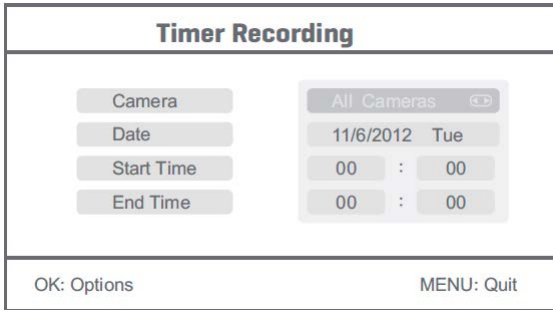 Timer Recording
Camera All Cameras
Date 11/6/2012 Tue
Start Time 00 : 00
End Time 00 : 00
OK: Options MENU: Quit